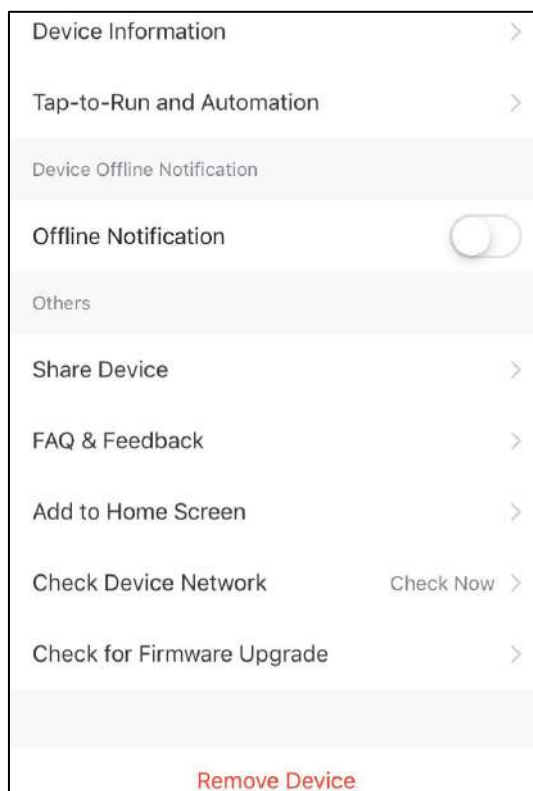 Device Information
Tap-to-Run and Automation
Device Offline Notification
Offline Notification
Others
Share Device
FAQ & Feedback
Add to Home Screen
Check Device Network Check Now
Check for Firmware Upgrade
Remove Device